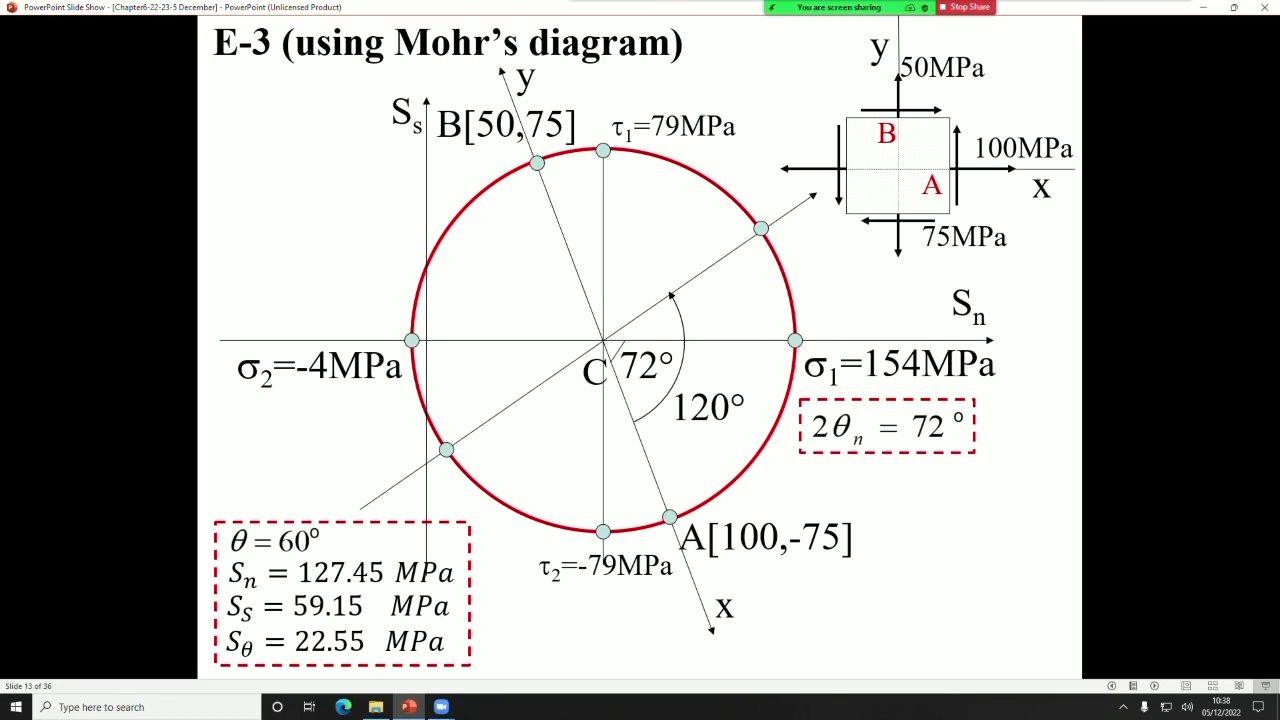 PowerPoint Slide Show - [Chapter6-22-23-5 December] - PowerPoint (Unlicensed Product)
You are screen sharing
Stop Share
E-3 (using Mohr's diagram)
y
50MPa
B
100MPa
A
x
75MPa
y
Sₛ
B[50,75]
τ₁=79MPa
Sₙ
σ₂=-4MPa
C
72°
σ₁=154MPa
120°
2θₙ = 72 °
A[100,-75]
τ₂=-79MPa
x
θ = 60°
Sₙ = 127.45 MPa
S_S = 59.15 MPa
S_θ = 22.55 MPa
Slide 13 of 36
Type here to search
10:38
05/12/2022